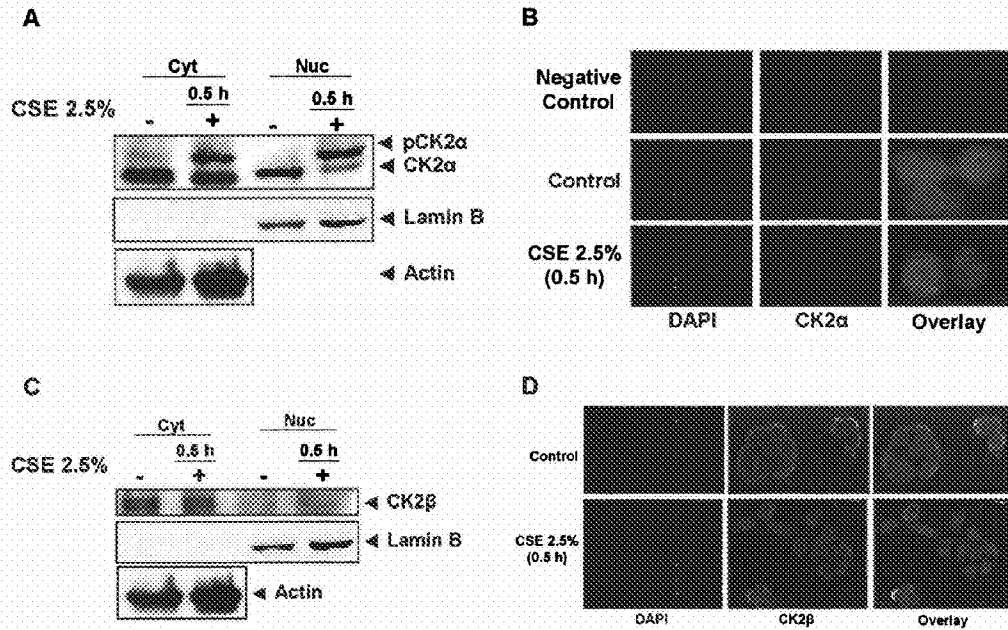 A
Cyt Nuc
0.5 h 0.5 h
CSE 2.5% - + - +
pCK2α
CK2α
Lamin B
Actin
B
Negative
Control
Control
CSE 2.5%
(0.5 h)
DAPI CK2α Overlay
C
Cyt Nuc
0.5 h 0.5 h
CSE 2.5% - + - +
CK2β
Lamin B
Actin
D
Control
CSE 2.5%
(0.5 h)
DAPI CK2β Overlay